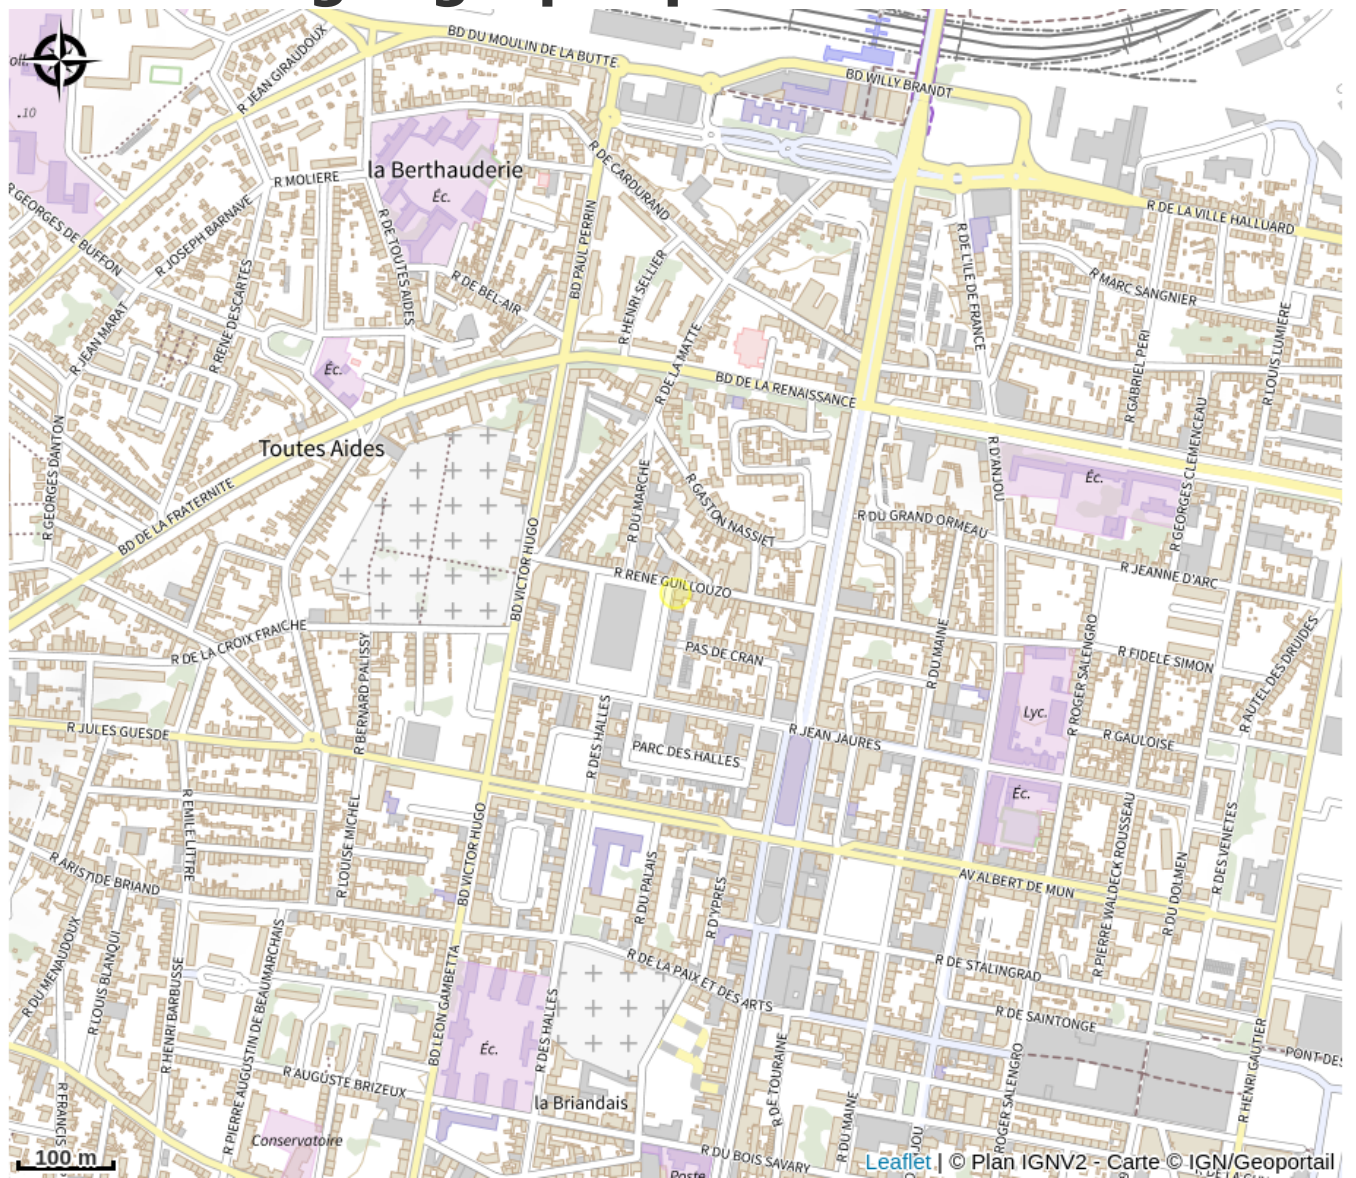 BD DU MOULIN DE LA BUTTE
BD WILLY BRANDT
R JEAN GIRAUDOUX
.10
R DE CARDURAND
la Berthauderie
R MOLIERE
Éc.
R GEORGES DE BUFFON
R JOSEPH BARNAVE
R DE TOUTES AIDES
BD PAUL PERRIN
R DE LA VILLE HALLUARD
R DE L'ILE DE FRANCE
R HENRI SELLIER
R DE BEL-AIR
R MARC SANGNIER
R RENE DESCARTES
R JEAN MARAT
R DE LA MATTE
R LOUIS LUMIERE
R GABRIEL PERI
Éc.
BD DE LA RENAISSANCE
R GEORGES CLEMENCEAU
Toutes Aides
R GEORGES DANTON
R D'ANJOU
Éc.
R DU MARCHE
R GASTON NASSIET
BD DE LA FRATERNITE
R DU GRAND ORMEAU
BD VICTOR HUGO
R RENE GUILLOUZO
R JEANNE D'ARC
R DE LA CROIX FRAICHE
R BERNARD PALISSY
PAS DE CRAN
R DU MAINE
R ROGER SALENGRO
R FIDELE SIMON
R AUTEL DES DRUIDES
Lyc.
R JULES GUESDE
R DES HALLES
R JEAN JAURES
R GAULOISE
PARC DES HALLES
Éc.
R EMILE LITTRE
R LOUISE MICHEL
BD VICTOR HUGO
R PIERRE WALDECK ROUSSEAU
R DES VENETES
R ARISTIDE BRIAND
R DU PALAIS
R D'YPRES
AV ALBERT DE MUN
R DU DOLMEN
R DU MENAUDOUX
R LOUIS BLANQUI
R HENRI BARBUSSE
R PIERRE AUGUSTIN DE BEAUMARCHAIS
BD LEON GAMBETTA
R DE LA PAIX ET DES ARTS
R DE STALINGRAD
R DE SAINTONGE
Éc.
R DES HALLES
R DE TOURAINE
R HENRI GAUTIER
PONT DES
R AUGUSTE BRIZEUX
R FRANCIS
la Briandais
R DU MAINE
ROGER SALENGRO
Conservatoire
R DU BOIS SAVARY
Poste
100 m
Leaflet | © Plan IGNV2 - Carte © IGN/Geoportail